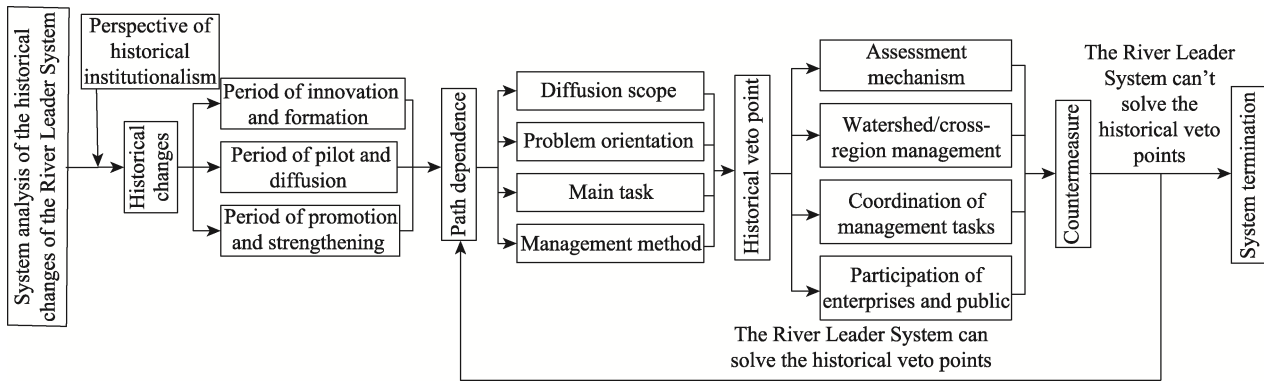 System analysis of the historical
changes of the River Leader System
Perspective of
historical
institutionalism
Historical
changes
Period of innovation
and formation
Period of pilot and
diffusion
Period of promotion
and strengthening
Path dependence
Diffusion scope
Problem orientation
Main task
Management method
Historical veto point
Assessment
mechanism
Watershed/cross-
region management
Coordination of
management tasks
Participation of
enterprises and public
Countermeasure
The River Leader
System can't
solve the
historical veto
points
System termination
The River Leader System can
solve the historical veto points